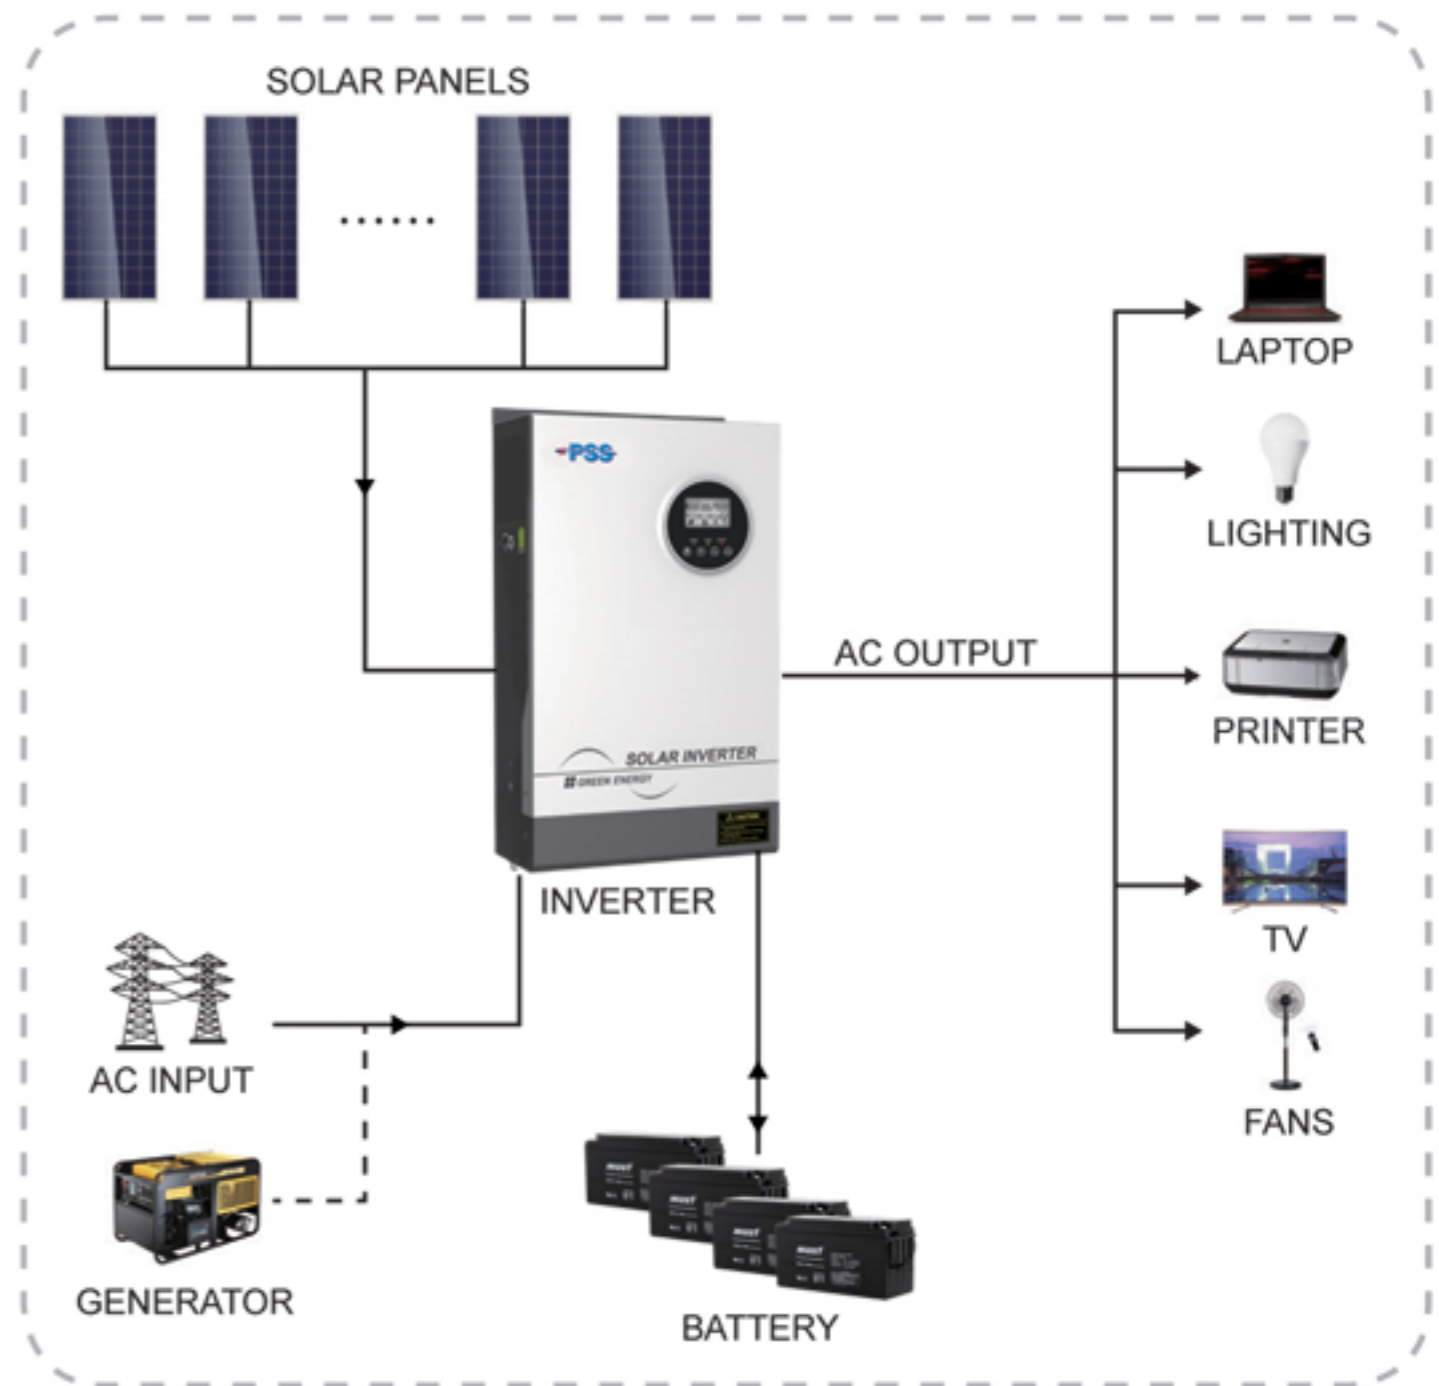 SOLAR PANELS
LAPTOP
PSS
LIGHTING
AC OUTPUT
PRINTER
SOLAR INVERTER
GREEN ENERGY
INVERTER
TV
AC INPUT
FANS
GENERATOR
BATTERY